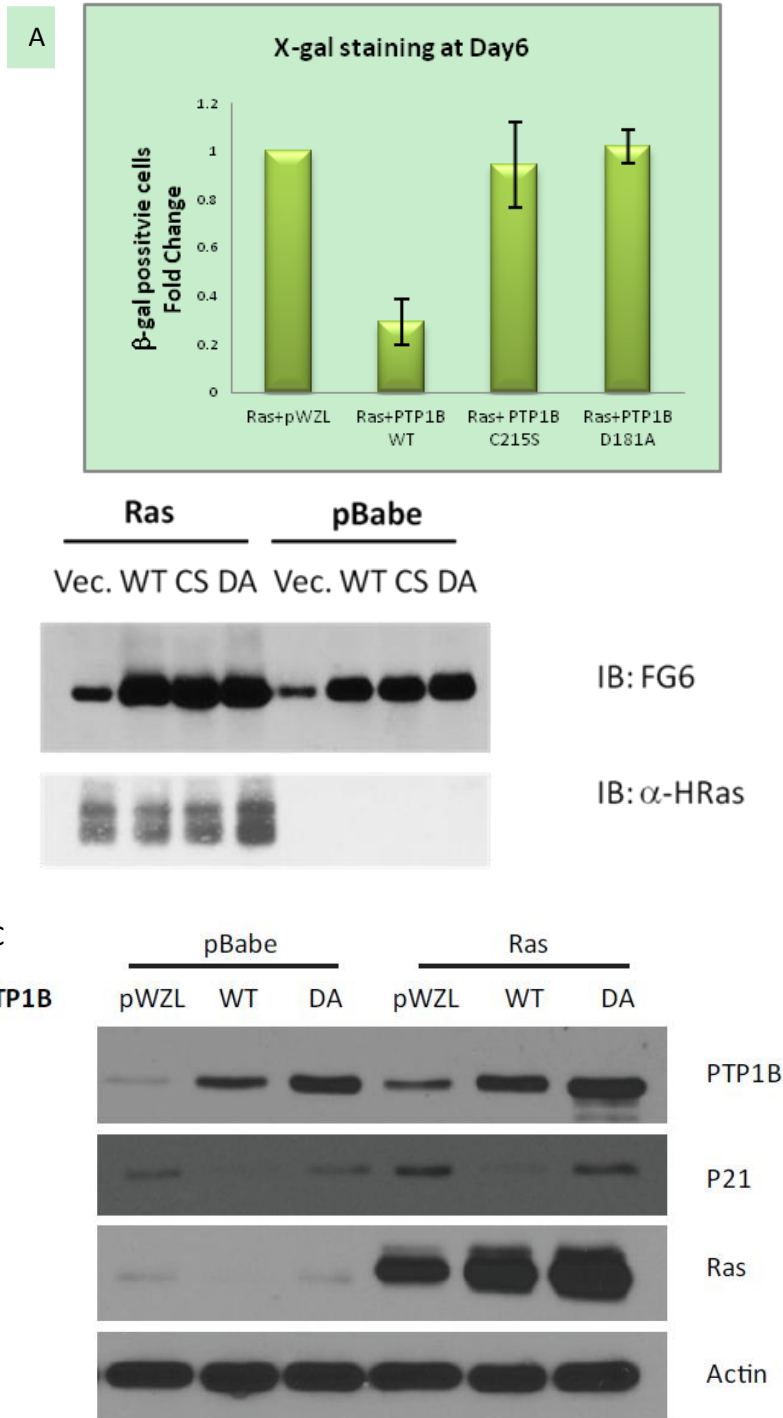 A
X-gal staining at Day6
β-gal possitvie cells
Fold Change
1.2
1
0.8
0.6
0.4
0.2
0
Ras+pWZL
Ras+PTP1B
WT
Ras+ PTP1B
C215S
Ras+PTP1B
D181A
Ras pBabe
Vec. WT CS DA Vec. WT CS DA
IB: FG6
IB: α-HRas
C
pBabe Ras
TP1B pWZL WT DA pWZL WT DA
PTP1B
P21
Ras
Actin